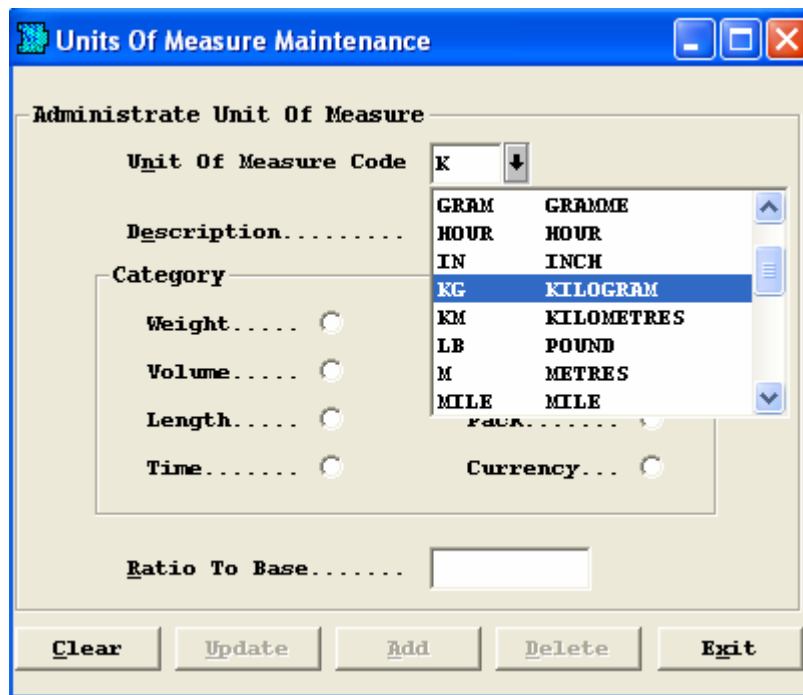 Units Of Measure Maintenance
Administrate Unit Of Measure
Unit Of Measure Code K
GRAM GRAMME
Description......... HOUR HOUR
IN INCH
Category
KG KILOGRAM
Weight..... KM KILOMETRES
LB POUND
Volume..... M METRES
MILE MILE
Length..... Pack.......
Time....... Currency...
Ratio To Base.......
Clear Update Add Delete Exit